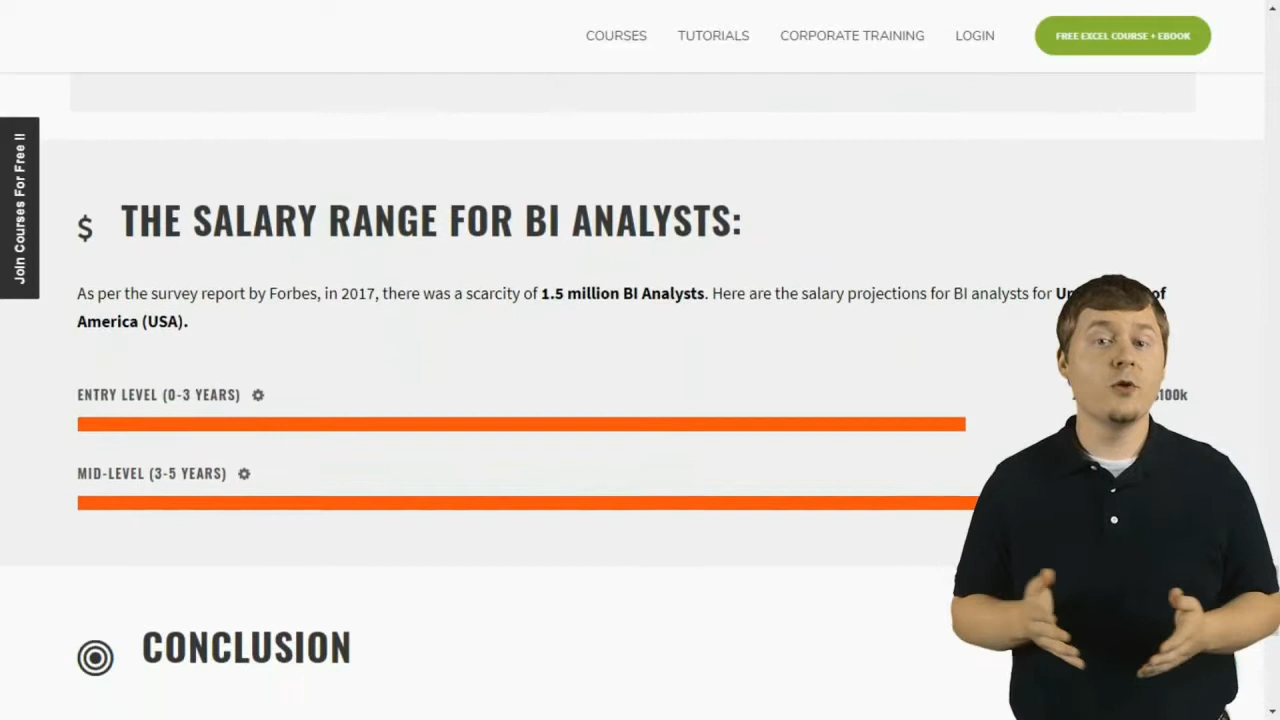 COURSES TUTORIALS CORPORATE TRAINING LOGIN FREE EXCEL COURSE + EBOOK
Join Courses For Free !!
$ THE SALARY RANGE FOR BI ANALYSTS:
As per the survey report by Forbes, in 2017, there was a scarcity of 1.5 million BI Analysts. Here are the salary projections for BI analysts for of
America (USA).
ENTRY LEVEL (0-3 YEARS) 100k
MID-LEVEL (3-5 YEARS)
CONCLUSION